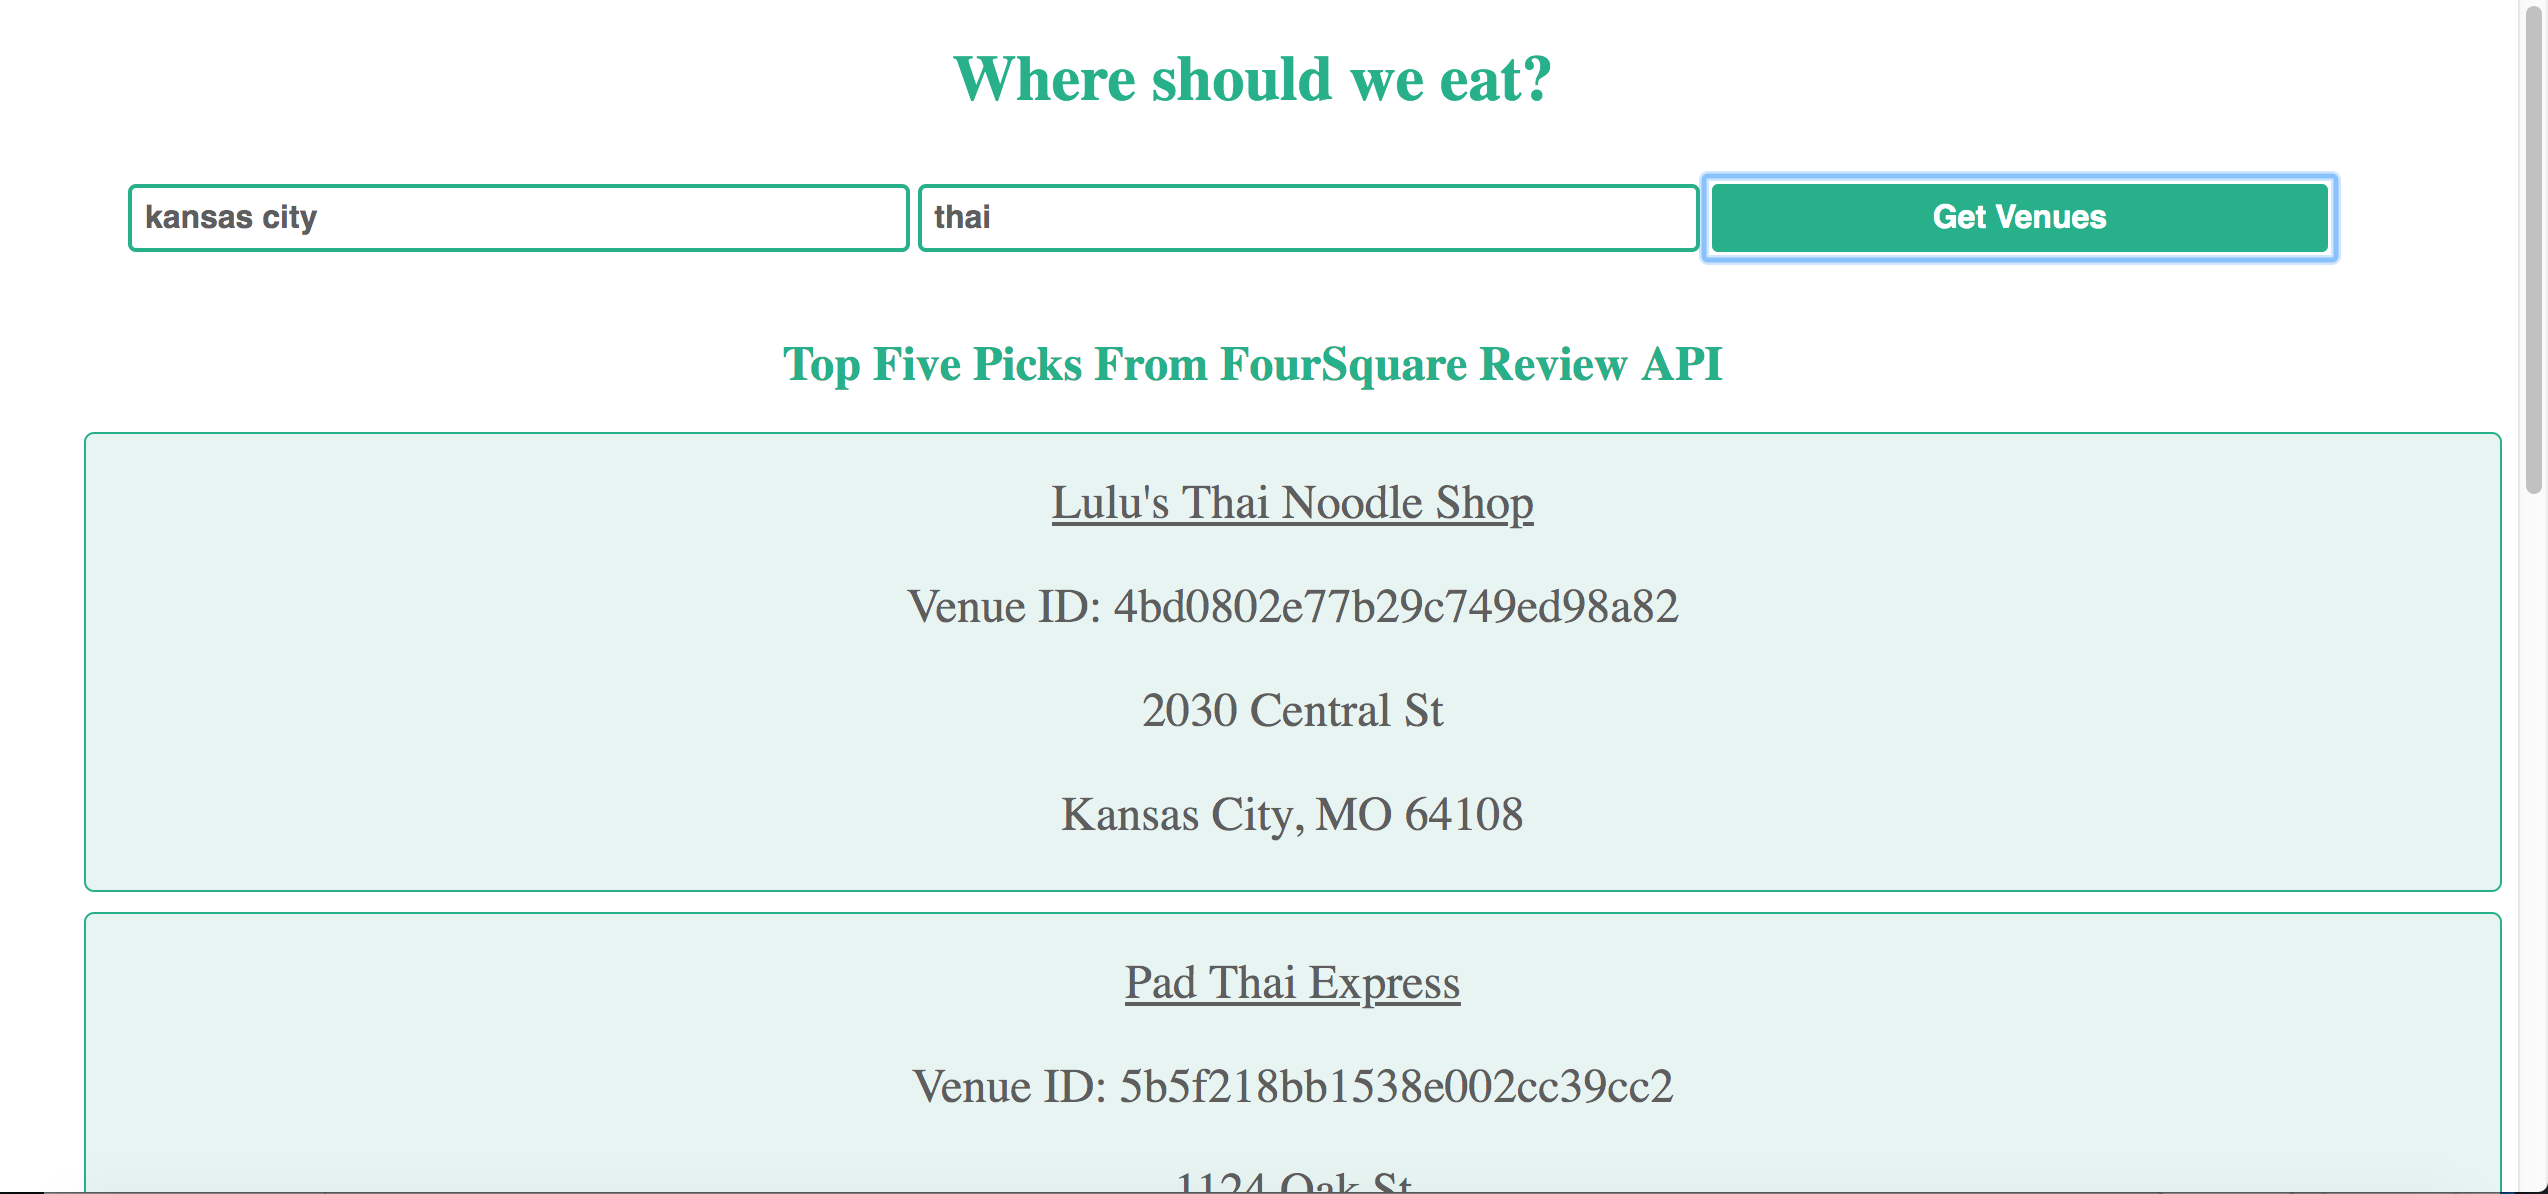 Where should we eat?
kansas city
thai
Get Venues
Top Five Picks From FourSquare Review API
Lulu's Thai Noodle Shop
Venue ID: 4bd0802e77b29c749ed98a82
2030 Central St
Kansas City, MO 64108
Pad Thai Express
Venue ID: 5b5f218bb1538e002cc39cc2
1124 Oak St